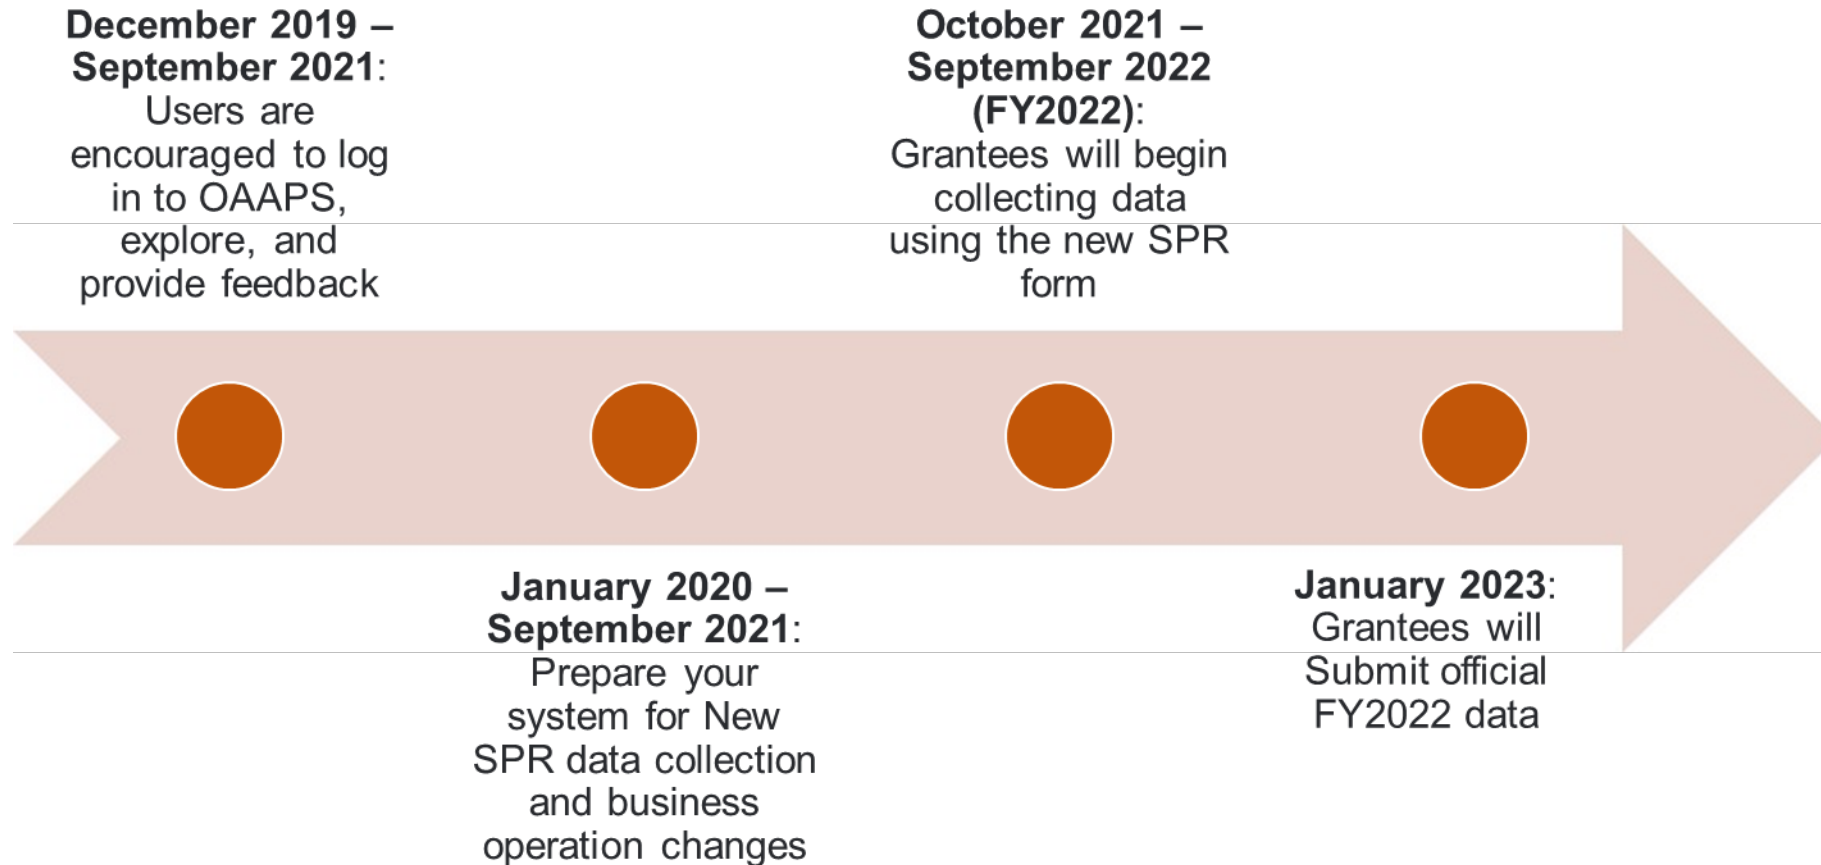 December 2019 –
September 2021:
Users are
encouraged to log
in to OAAPS,
explore, and
provide feedback
January 2020 –
September 2021:
Prepare your
system for New
SPR data collection
and business
operation changes
October 2021 –
September 2022
(FY2022):
Grantees will begin
collecting data
using the new SPR
form
January 2023:
Grantees will
Submit official
FY2022 data